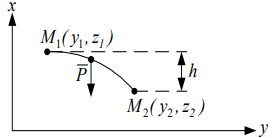 x
M₁(y₁, z₁)
P̅
h
M₂(y₂, z₂)
y